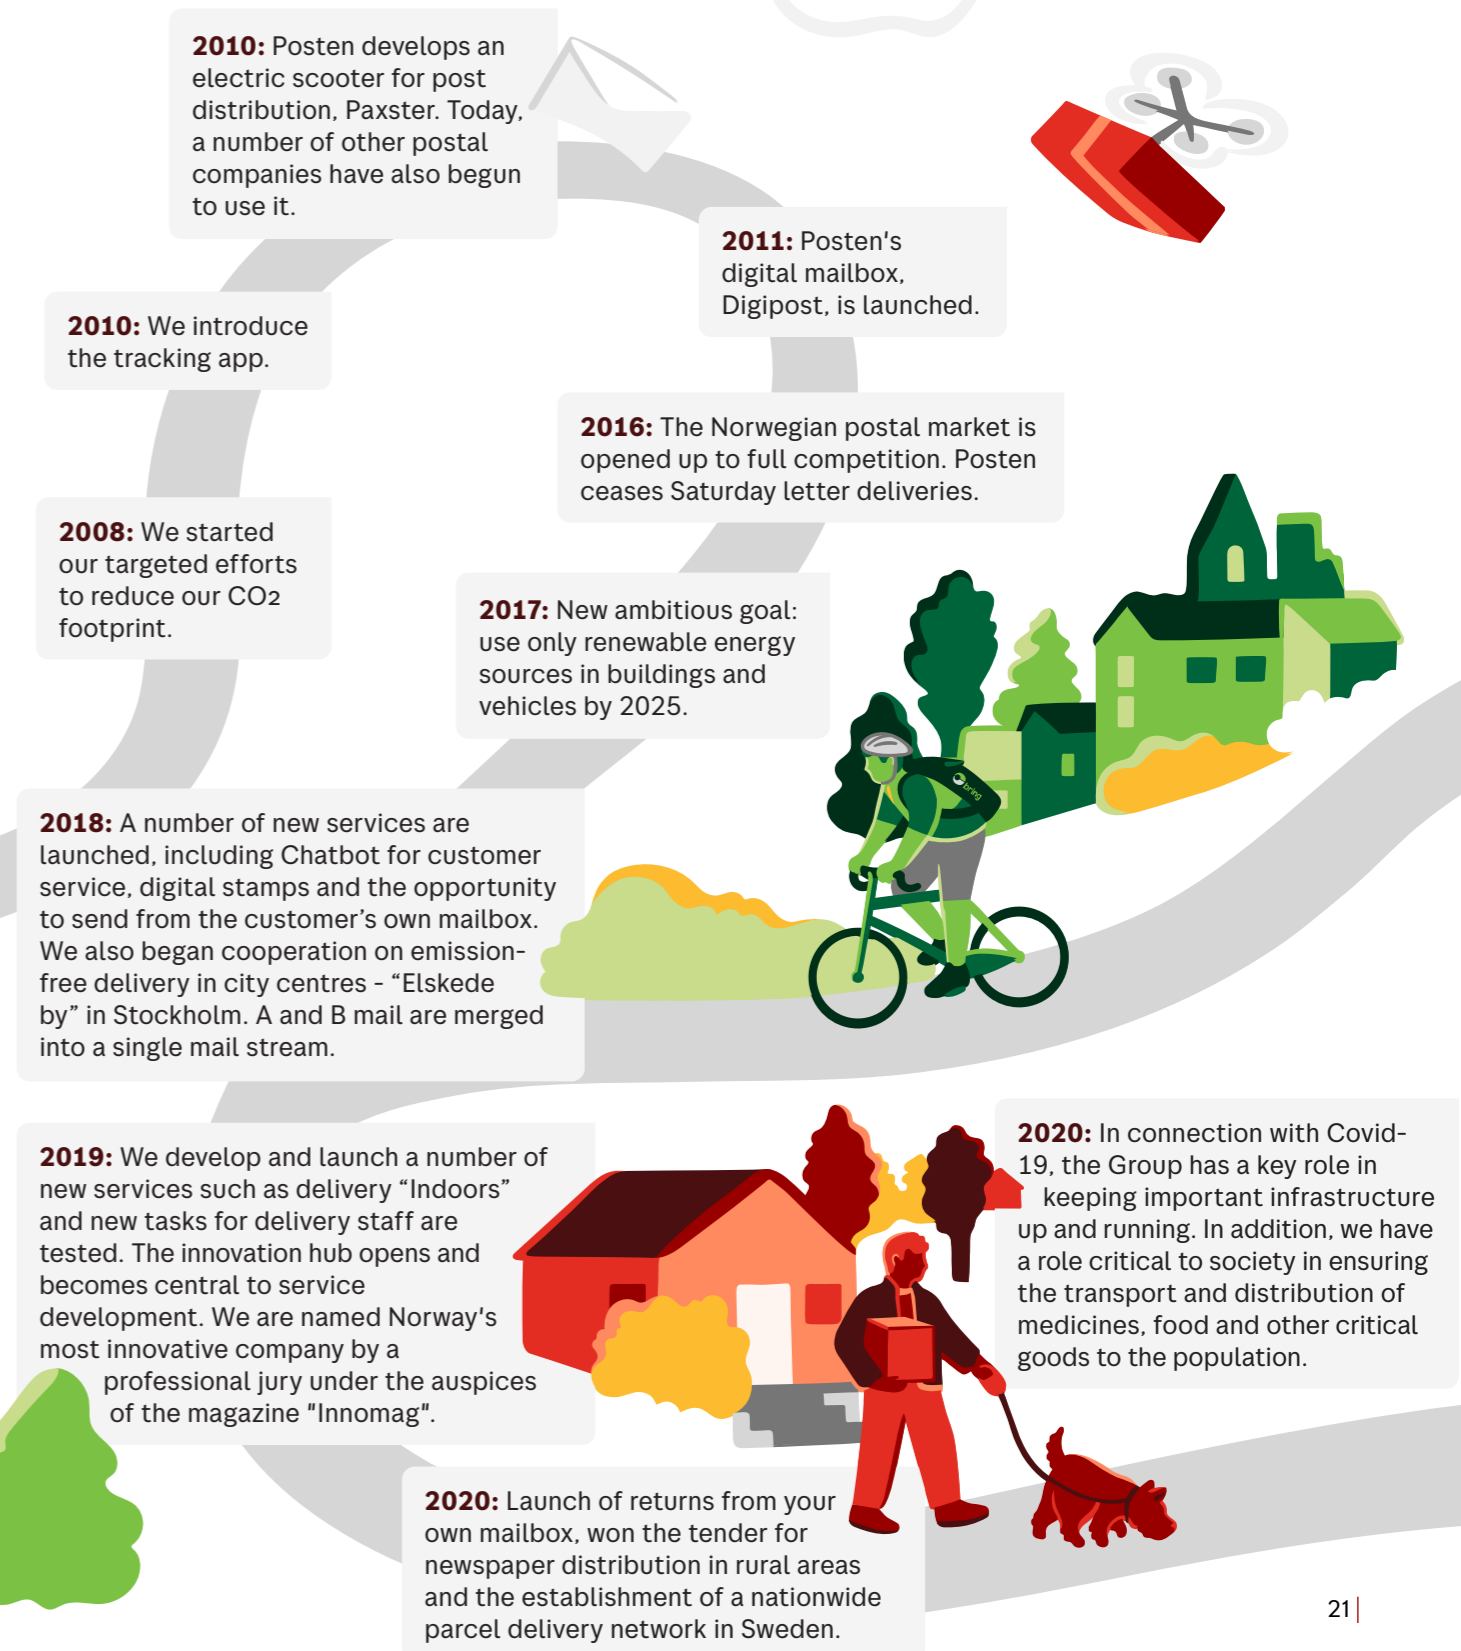 2010: Posten develops an
electric scooter for post
distribution, Paxster. Today,
a number of other postal
companies have also begun
to use it.
2011: Posten's
digital mailbox,
Digipost, is launched.
2010: We introduce
the tracking app.
2016: The Norwegian postal market is
opened up to full competition. Posten
ceases Saturday letter deliveries.
2008: We started
our targeted efforts
to reduce our CO2
footprint.
2017: New ambitious goal:
use only renewable energy
sources in buildings and
vehicles by 2025.
bring
2018: A number of new services are
launched, including Chatbot for customer
service, digital stamps and the opportunity
to send from the customer’s own mailbox.
We also began cooperation on emission-
free delivery in city centres - “Elskede
by” in Stockholm. A and B mail are merged
into a single mail stream.
2019: We develop and launch a number of
new services such as delivery “Indoors”
and new tasks for delivery staff are
tested. The innovation hub opens and
becomes central to service
development. We are named Norway's
most innovative company by a
professional jury under the auspices
of the magazine "Innomag".
2020: In connection with Covid-
19, the Group has a key role in
keeping important infrastructure
up and running. In addition, we have
a role critical to society in ensuring
the transport and distribution of
medicines, food and other critical
goods to the population.
2020: Launch of returns from your
own mailbox, won the tender for
newspaper distribution in rural areas
and the establishment of a nationwide
parcel delivery network in Sweden.
21 |